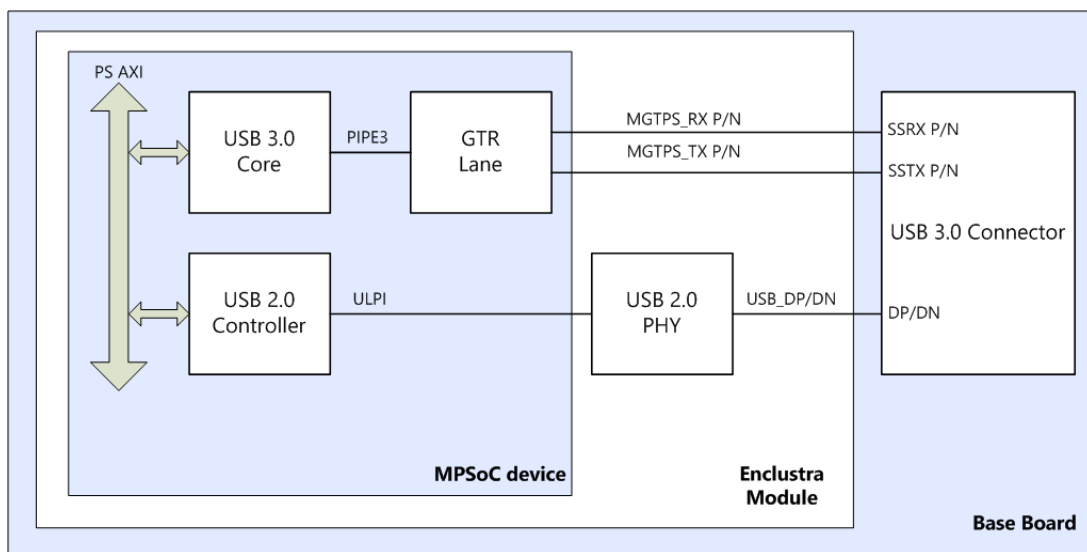 PS AXI
USB 3.0
Core
PIPE3
GTR
Lane
MGTPS_RX P/N
MGTPS_TX P/N
SSRX P/N
SSTX P/N
USB 3.0 Connector
USB 2.0
Controller
ULPI
USB 2.0
PHY
USB_DP/DN
DP/DN
MPSoC device
Enclustra
Module
Base Board